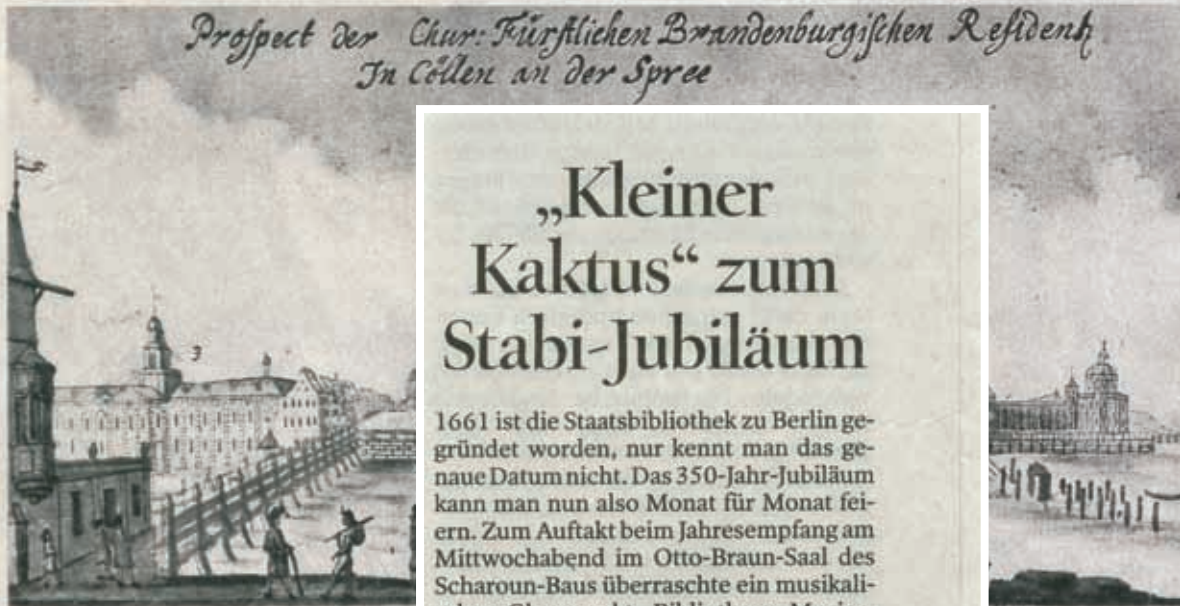 Prospect der Chur:Fürstlichen Brandenburgischen Residentz
In Cöllen an der Spree
„Kleiner
Kaktus“ zum
Stabi-Jubiläum
1661 ist die Staatsbibliothek zu Berlin ge-
gründet worden, nur kennt man das ge-
naue Datum nicht. Das 350-Jahr-Jubiläum
kann man nun also Monat für Monat fei-
ern. Zum Auftakt beim Jahresempfang am
Mittwochabend im Otto-Braun-Saal des
Scharoun-Baus überraschte ein musikali-